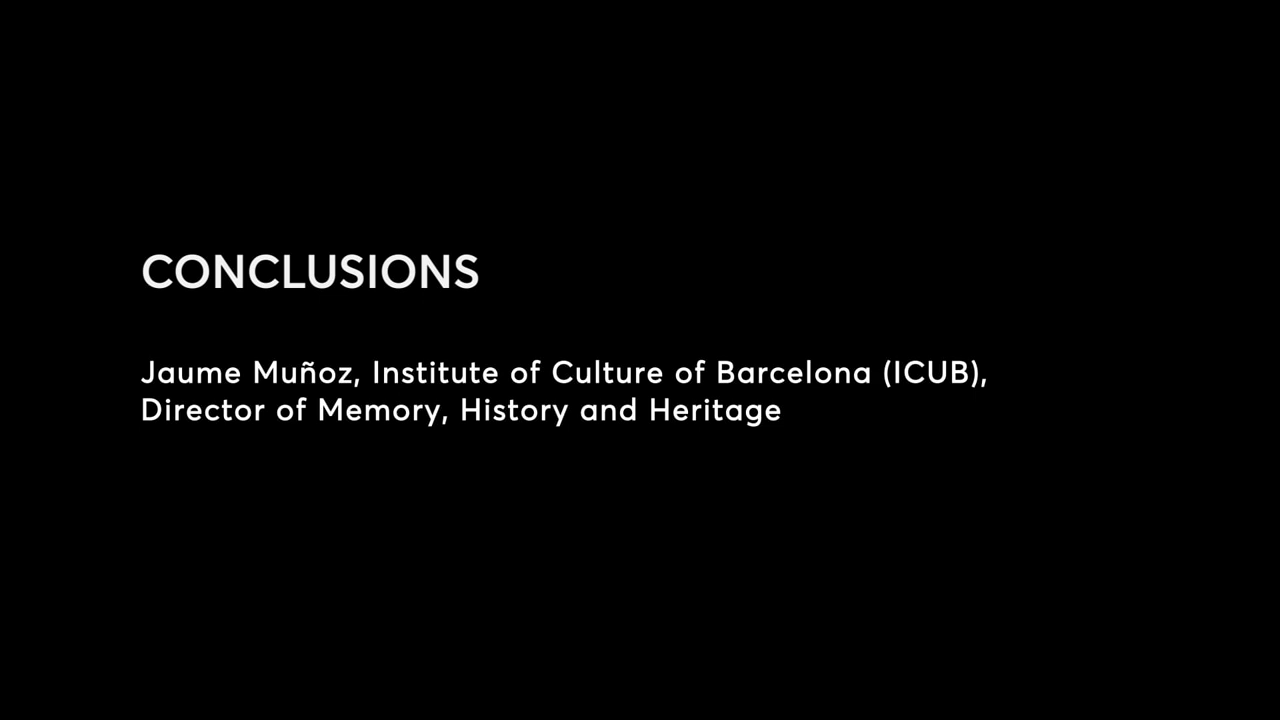 CONCLUSIONS
Jaume Muñoz, Institute of Culture of Barcelona (ICUB),
Director of Memory, History and Heritage